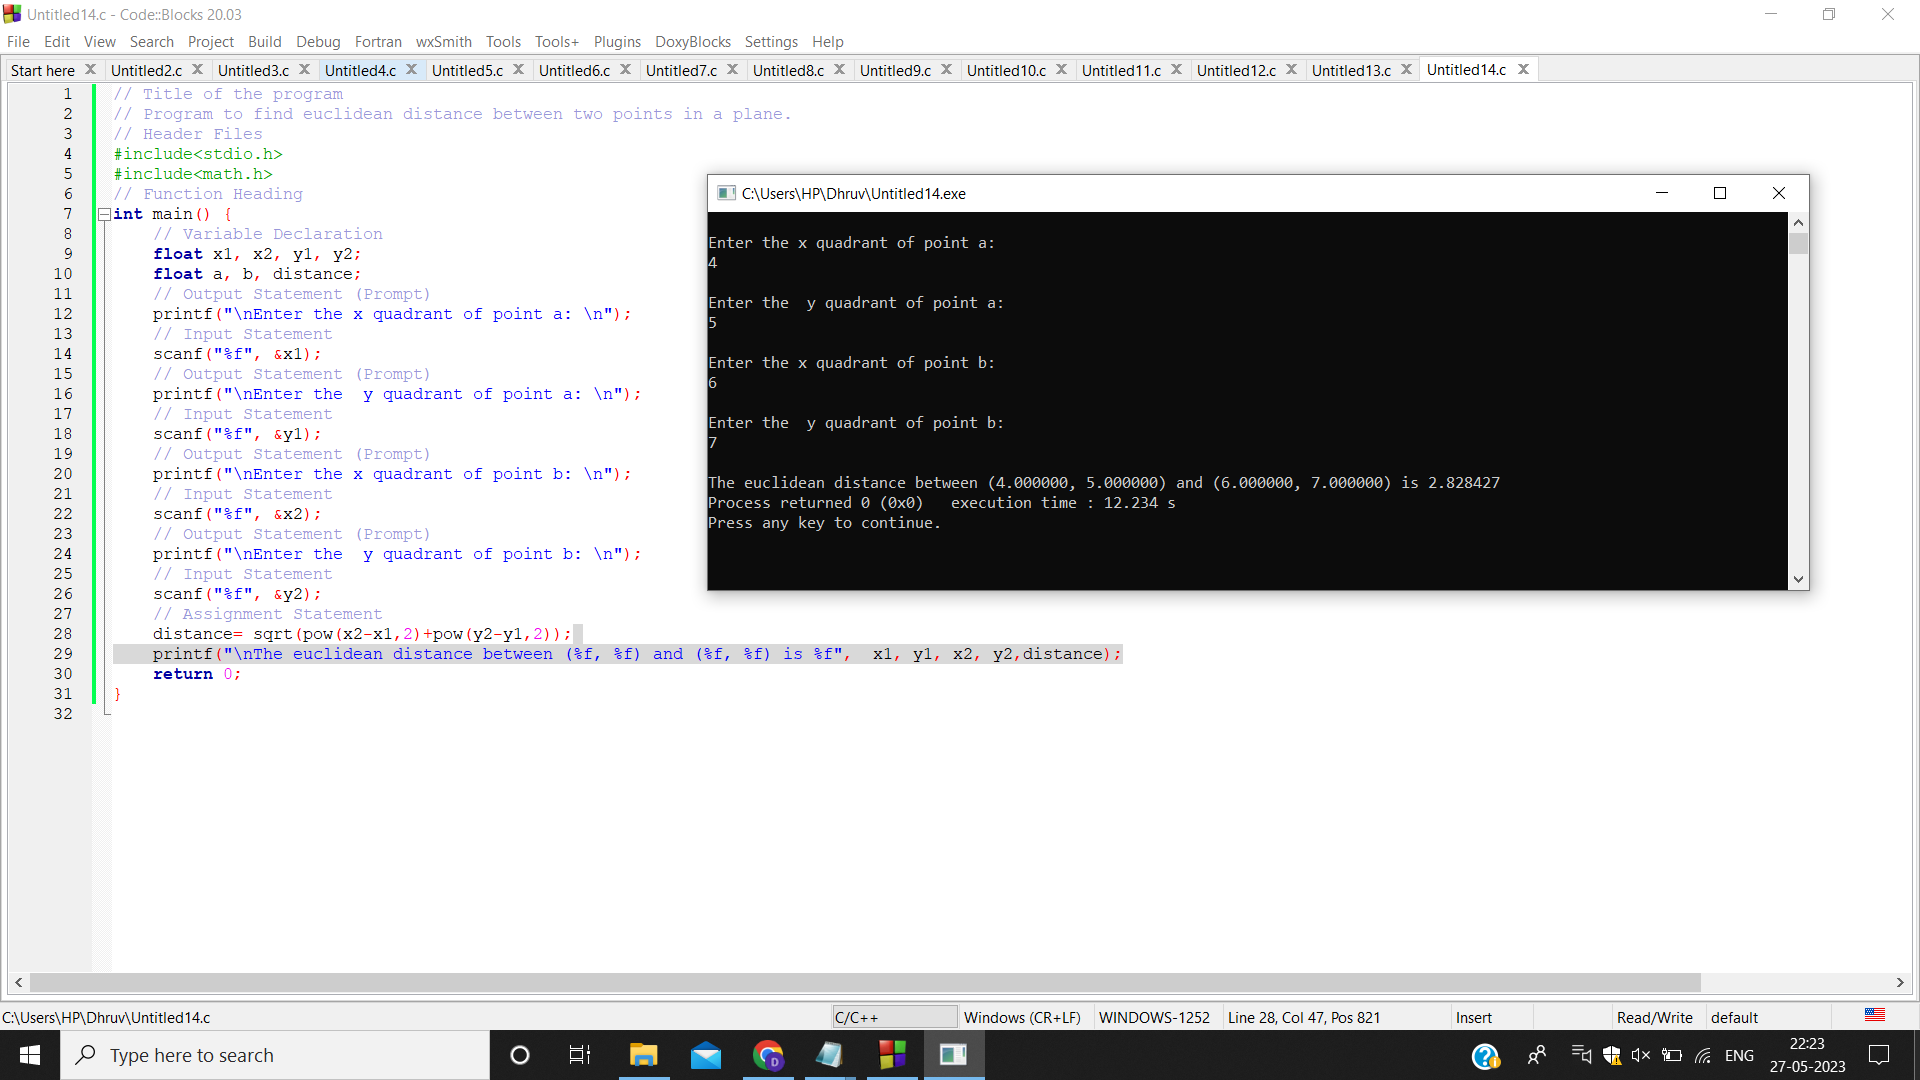 Untitled14.c - Code::Blocks 20.03
File Edit View Search Project Build Debug Fortran wxSmith Tools Tools+ Plugins DoxyBlocks Settings Help
Start here Untitled2.c Untitled3.c Untitled4.c Untitled5.c Untitled6.c Untitled7.c Untitled8.c Untitled9.c Untitled10.c Untitled11.c Untitled12.c Untitled13.c Untitled14.c
1 // Title of the program
2 // Program to find euclidean distance between two points in a plane.
3 // Header Files
4 #include<stdio.h>
5 #include<math.h>
6 // Function Heading
7 int main() {
8 // Variable Declaration
9 float x1, x2, y1, y2;
10 float a, b, distance;
11 // Output Statement (Prompt)
12 printf("\nEnter the x quadrant of point a: \n");
13 // Input Statement
14 scanf("%f", &x1);
15 // Output Statement (Prompt)
16 printf("\nEnter the  y quadrant of point a: \n");
17 // Input Statement
18 scanf("%f", &y1);
19 // Output Statement (Prompt)
20 printf("\nEnter the x quadrant of point b: \n");
21 // Input Statement
22 scanf("%f", &x2);
23 // Output Statement (Prompt)
24 printf("\nEnter the  y quadrant of point b: \n");
25 // Input Statement
26 scanf("%f", &y2);
27 // Assignment Statement
28 distance= sqrt(pow(x2-x1,2)+pow(y2-y1,2));
29 printf("\nThe euclidean distance between (%f, %f) and (%f, %f) is %f",  x1, y1, x2, y2,distance);
30 return 0;
31 }
32
C:\Users\HP\Dhruv\Untitled14.exe
Enter the x quadrant of point a:
4
Enter the  y quadrant of point a:
5
Enter the x quadrant of point b:
6
Enter the  y quadrant of point b:
7
The euclidean distance between (4.000000, 5.000000) and (6.000000, 7.000000) is 2.828427
Process returned 0 (0x0)   execution time : 12.234 s
Press any key to continue.
C:\Users\HP\Dhruv\Untitled14.c C/C++ Windows (CR+LF) WINDOWS-1252 Line 28, Col 47, Pos 821 Insert Read/Write default
Type here to search
D
ENG
22:23
27-05-2023